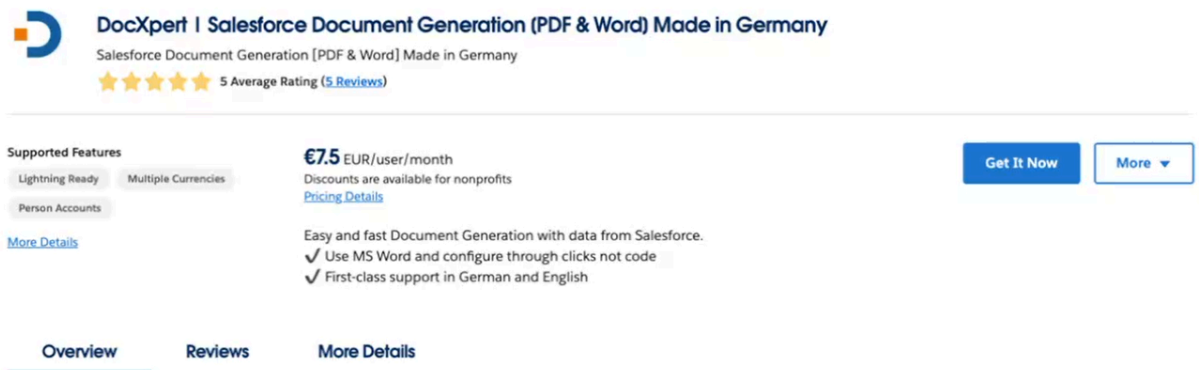 DocXpert | Salesforce Document Generation (PDF & Word) Made in Germany
Salesforce Document Generation [PDF & Word] Made in Germany
5 Average Rating (5 Reviews)
Supported Features
Lightning Ready Multiple Currencies
Person Accounts
More Details
€7.5 EUR/user/month
Discounts are available for nonprofits
Pricing Details
Easy and fast Document Generation with data from Salesforce.
✓ Use MS Word and configure through clicks not code
✓ First-class support in German and English
Get It Now More
Overview Reviews More Details